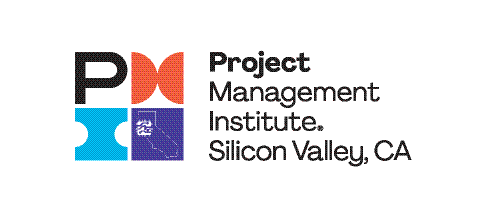 P
Project
Management
Institute®
Silicon Valley, CA